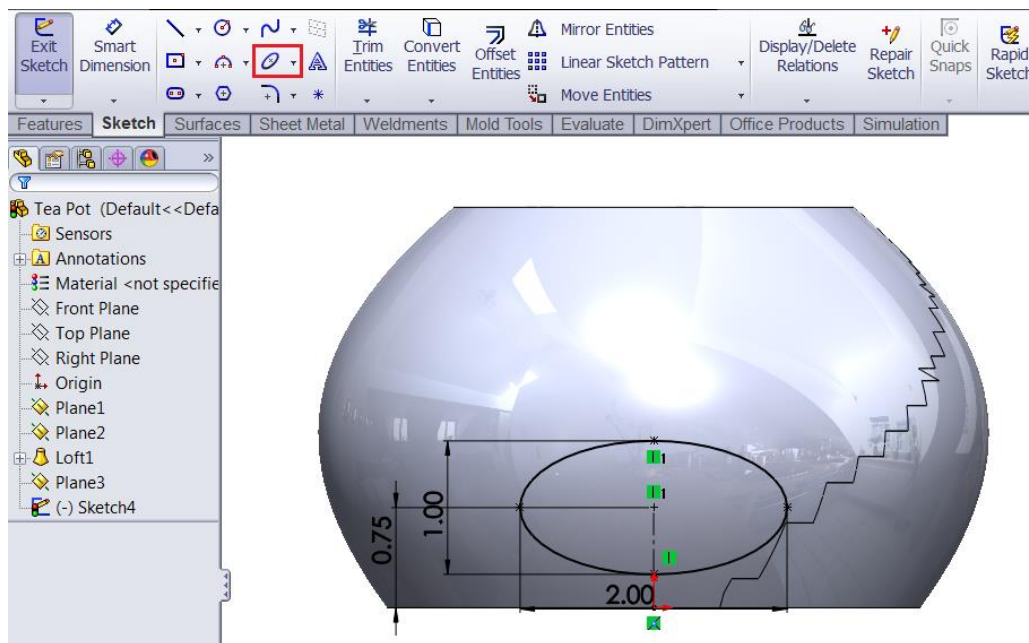 Exit Sketch
Smart Dimension
Trim Entities
Convert Entities
Offset Entities
Mirror Entities
Linear Sketch Pattern
Move Entities
Display/Delete Relations
Repair Sketch
Quick Snaps
Rapid Sketch
Features Sketch Surfaces Sheet Metal Weldments Mold Tools Evaluate DimXpert Office Products Simulation
»
Tea Pot (Default<<Defa
Sensors
A Annotations
Material <not specifie
Front Plane
Top Plane
Right Plane
Origin
Plane1
Plane2
Loft1
Plane3
(-) Sketch4
1
1
1.00
0.75
2.00